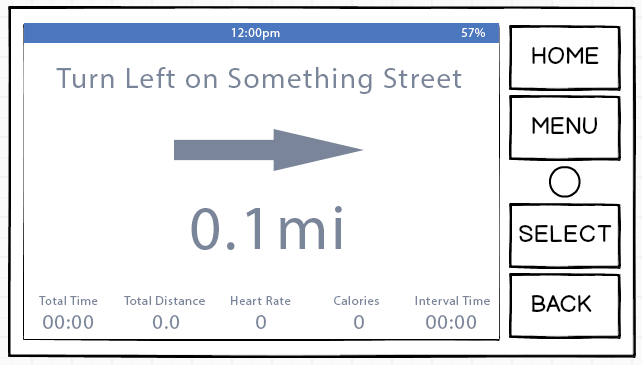 12:00pm 57%
Turn Left on Something Street
0.1mi
Total Time Total Distance Heart Rate Calories Interval Time
00:00 0.0 0 0 00:00
HOME
MENU
SELECT
BACK